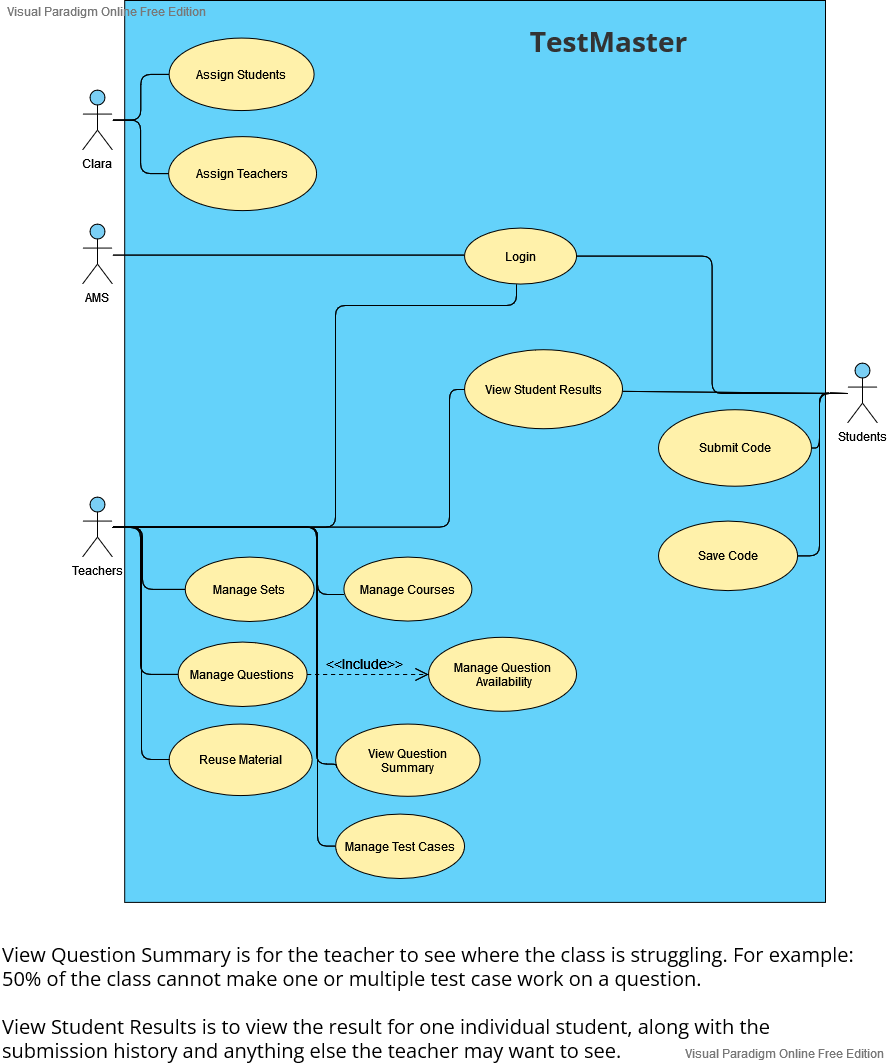 Visual Paradigm Online Free Edition
TestMaster
Assign Students
Clara
Assign Teachers
AMS
Login
View Student Results
Students
Submit Code
Save Code
Teachers
Manage Sets
Manage Courses
Manage Questions
<<Include>>
Manage Question
Availability
Reuse Material
View Question
Summary
Manage Test Cases
View Question Summary is for the teacher to see where the class is struggling. For example:
50% of the class cannot make one or multiple test case work on a question.
View Student Results is to view the result for one individual student, along with the
submission history and anything else the teacher may want to see.
Visual Paradigm Online Free Edition